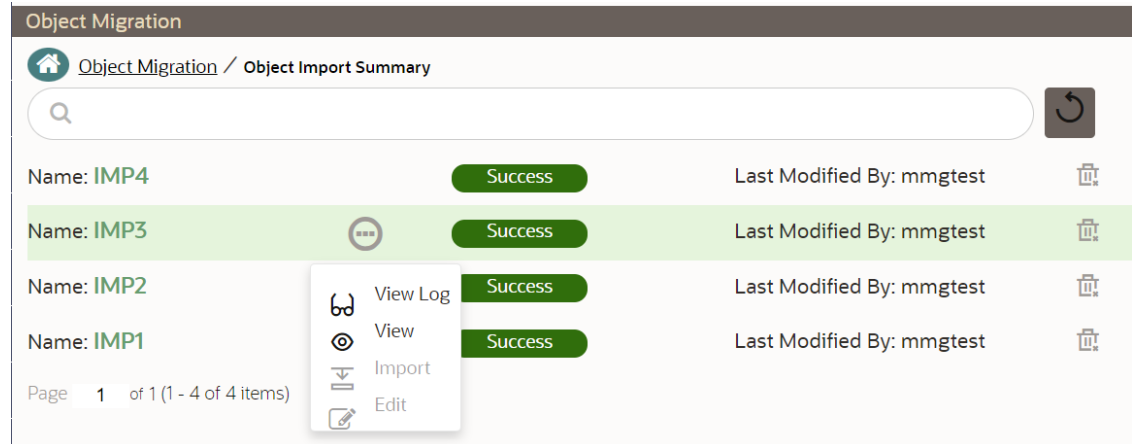 Object Migration
Object Migration / Object Import Summary
Name: IMP4 Success Last Modified By: mmgtest
Name: IMP3 Success Last Modified By: mmgtest
Name: IMP2 Success Last Modified By: mmgtest
Name: IMP1 Success Last Modified By: mmgtest
View Log
View
Import
Edit
Page 1 of 1 (1 - 4 of 4 items)